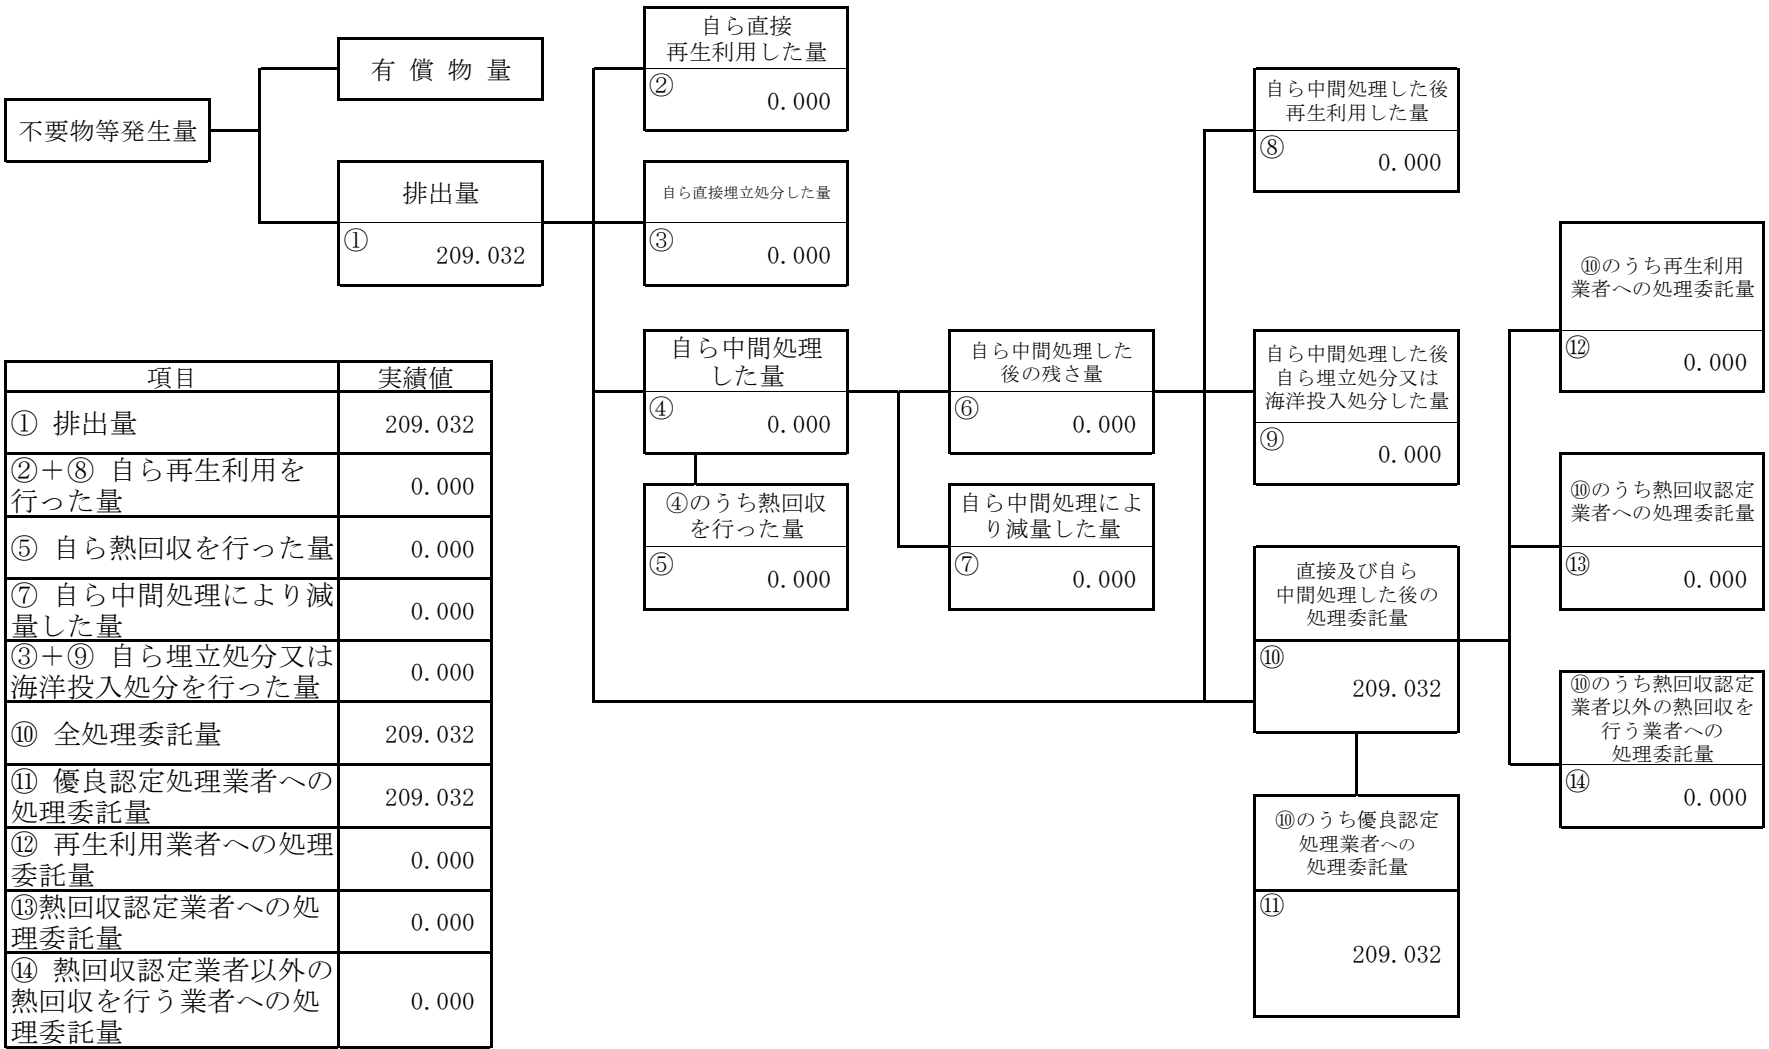 自ら直接
再生利用した量
② 0.000
有償物量
不要物等発生量
自ら中間処理した後
再生利用した量
⑧ 0.000
排出量
① 209.032
自ら直接埋立処分した量
③ 0.000
⑩のうち再生利用
業者への処理委託量
⑫ 0.000
自ら中間処理
した量
④ 0.000
自ら中間処理した
後の残さ量
⑥ 0.000
自ら中間処理した後
自ら埋立処分又は
海洋投入処分した量
⑨ 0.000
④のうち熱回収
を行った量
⑤ 0.000
自ら中間処理によ
り減量した量
⑦ 0.000
⑩のうち熱回収認定
業者への処理委託量
⑬ 0.000
直接及び自ら
中間処理した後の
処理委託量
⑩ 209.032
⑩のうち熱回収認定
業者以外の熱回収を
行う業者への
処理委託量
⑭ 0.000
⑩のうち優良認定
処理業者への
処理委託量
⑪ 209.032
項目 実績値
① 排出量 209.032
②+⑧ 自ら再生利用を
行った量 0.000
⑤ 自ら熱回収を行った量 0.000
⑦ 自ら中間処理により減
量した量 0.000
③+⑨ 自ら埋立処分又は
海洋投入処分を行った量 0.000
⑩ 全処理委託量 209.032
⑪ 優良認定処理業者への
処理委託量 209.032
⑫ 再生利用業者への処理
委託量 0.000
⑬熱回収認定業者への処
理委託量 0.000
⑭ 熱回収認定業者以外の
熱回収を行う業者への処
理委託量 0.000